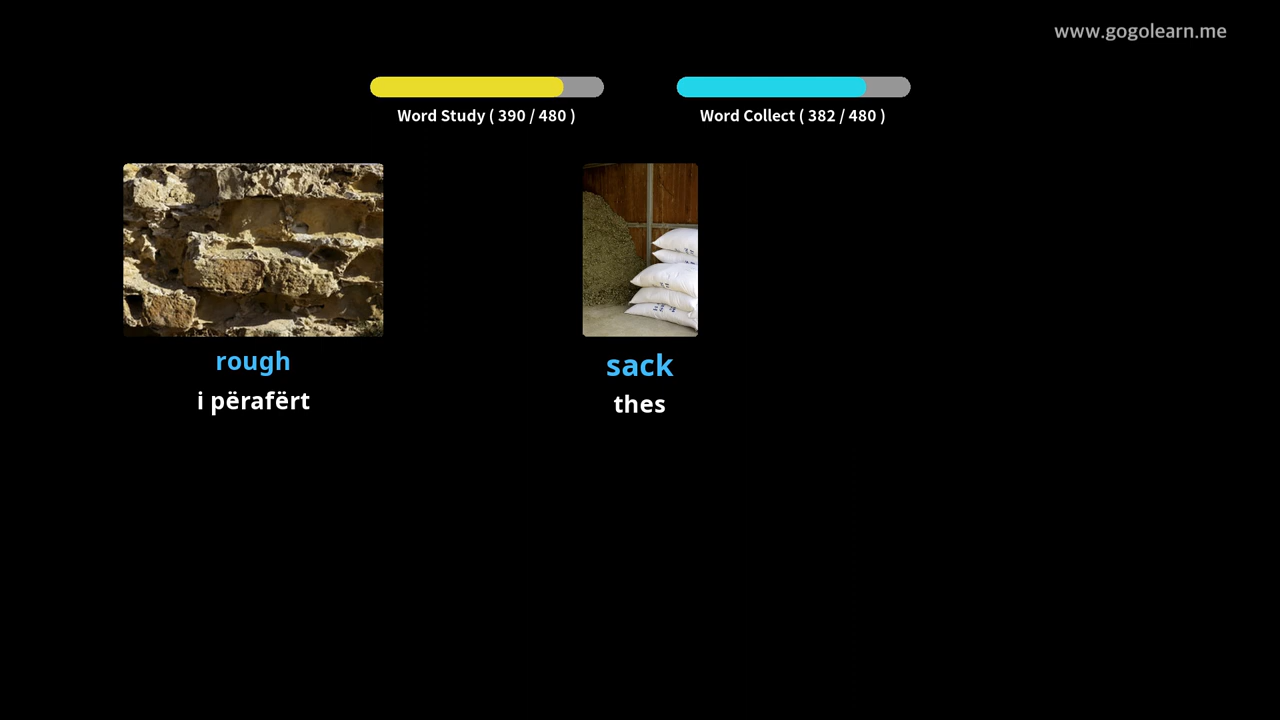 www.gogolearn.me
Word Study ( 390 / 480 )
Word Collect ( 382 / 480 )
rough
i përafërt
sack
thes